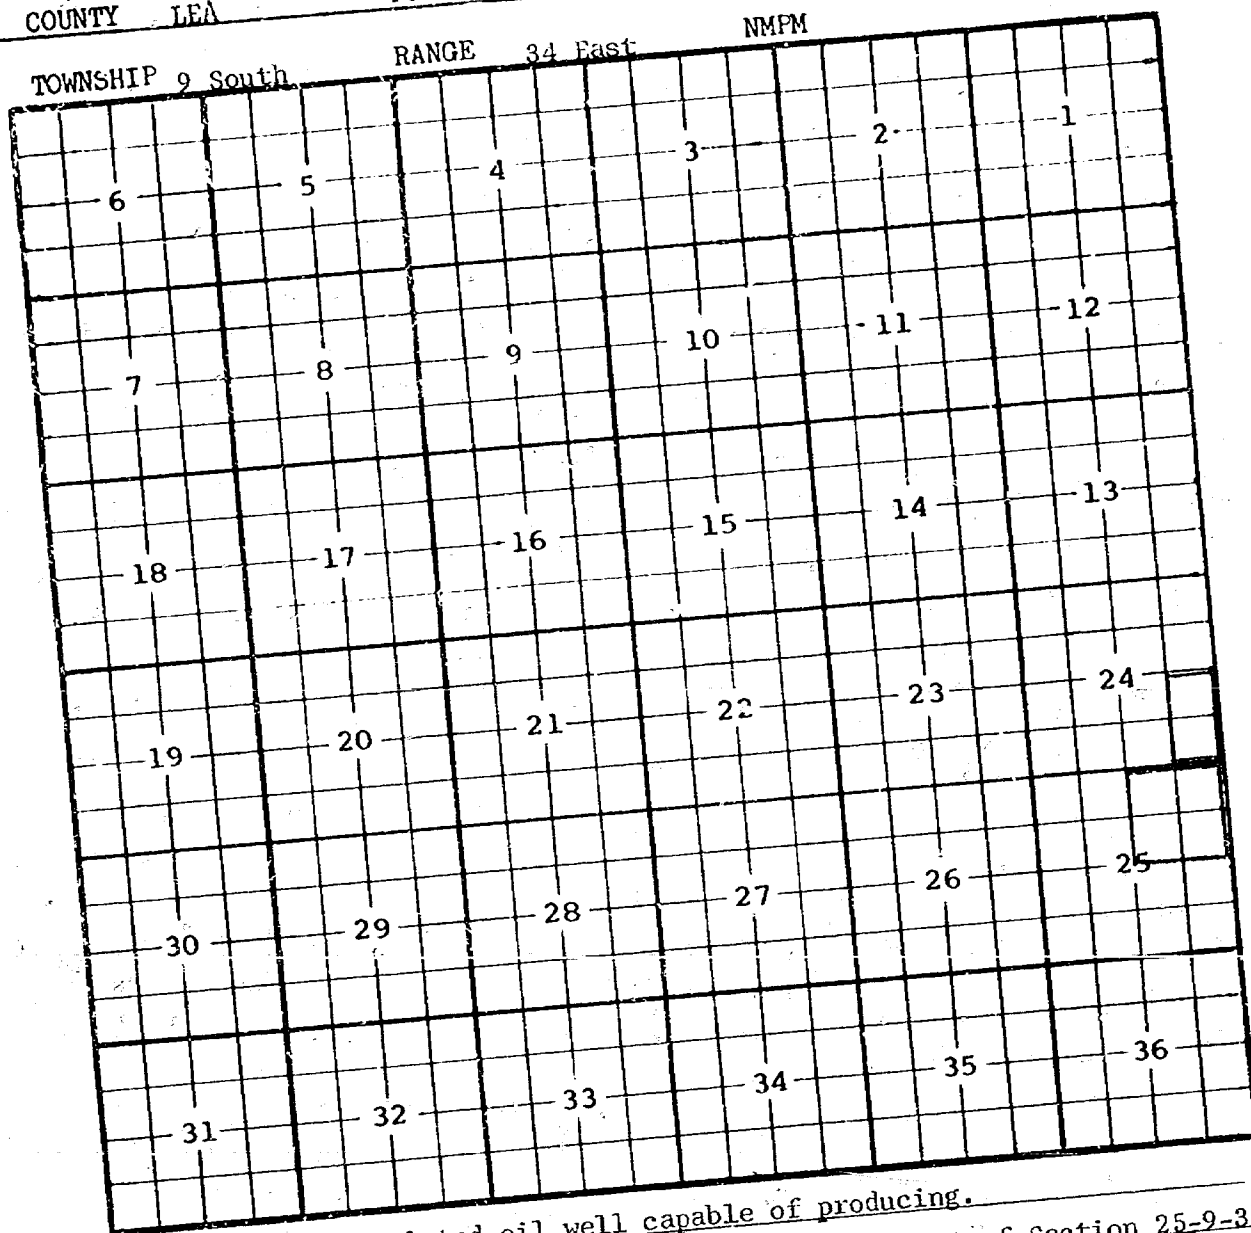 COUNTY LEA
TOWNSHIP 9 South RANGE 34 East NMPM
6 5 4 3 2 1
7 8 9 10 11 12
18 17 16 15 14 13
19 20 21 22 23 24
30 29 28 27 26 25
31 32 33 34 35 36
oil well capable of producing.
Section 25-9-3